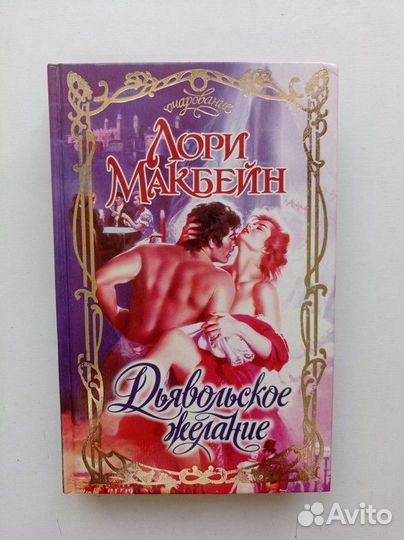 очарование
Лори
Макбейн
Дьявольское
желание
Avito